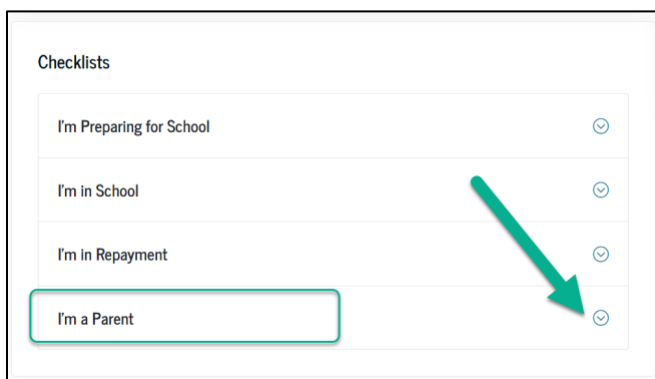 Checklists
I'm Preparing for School
I'm in School
I'm in Repayment
I'm a Parent